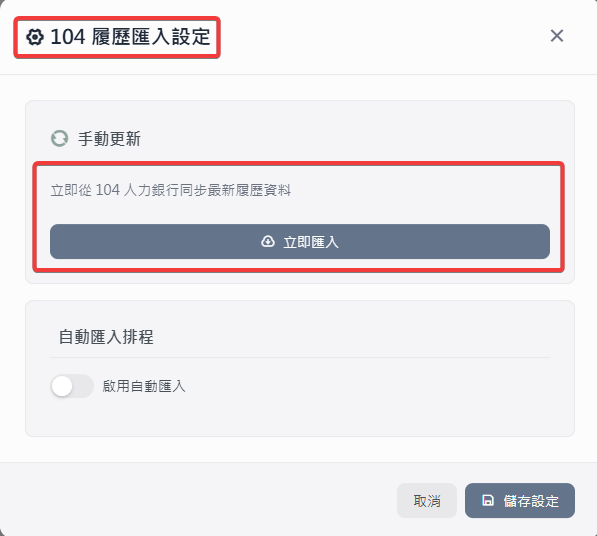 104 履歷匯入設定
手動更新
立即從 104 人力銀行同步最新履歷資料
立即匯入
自動匯入排程
啟用自動匯入
取消
儲存設定